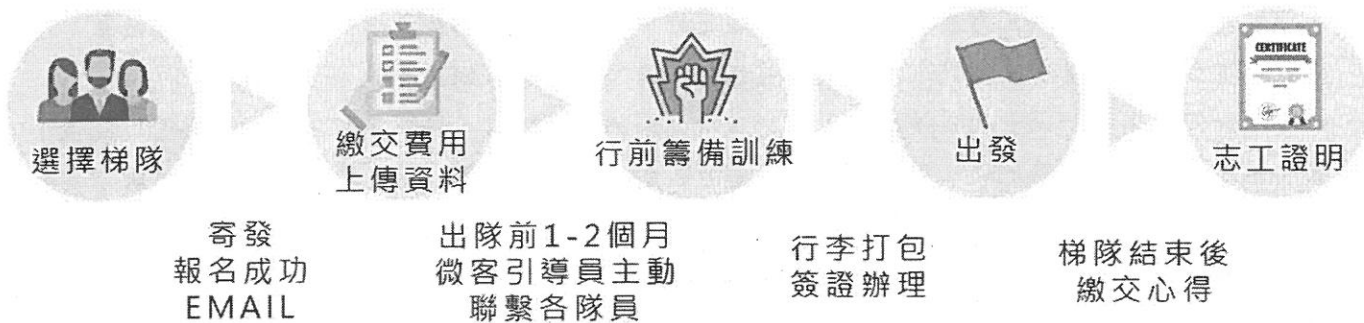 選擇梯隊
繳交費用
上傳資料
行前籌備訓練
出發
CERTIFICATE
志工證明
寄發
報名成功
EMAIL
出隊前1-2個月
微客引導員主動
聯繫各隊員
行李打包
簽證辦理
梯隊結束後
繳交心得